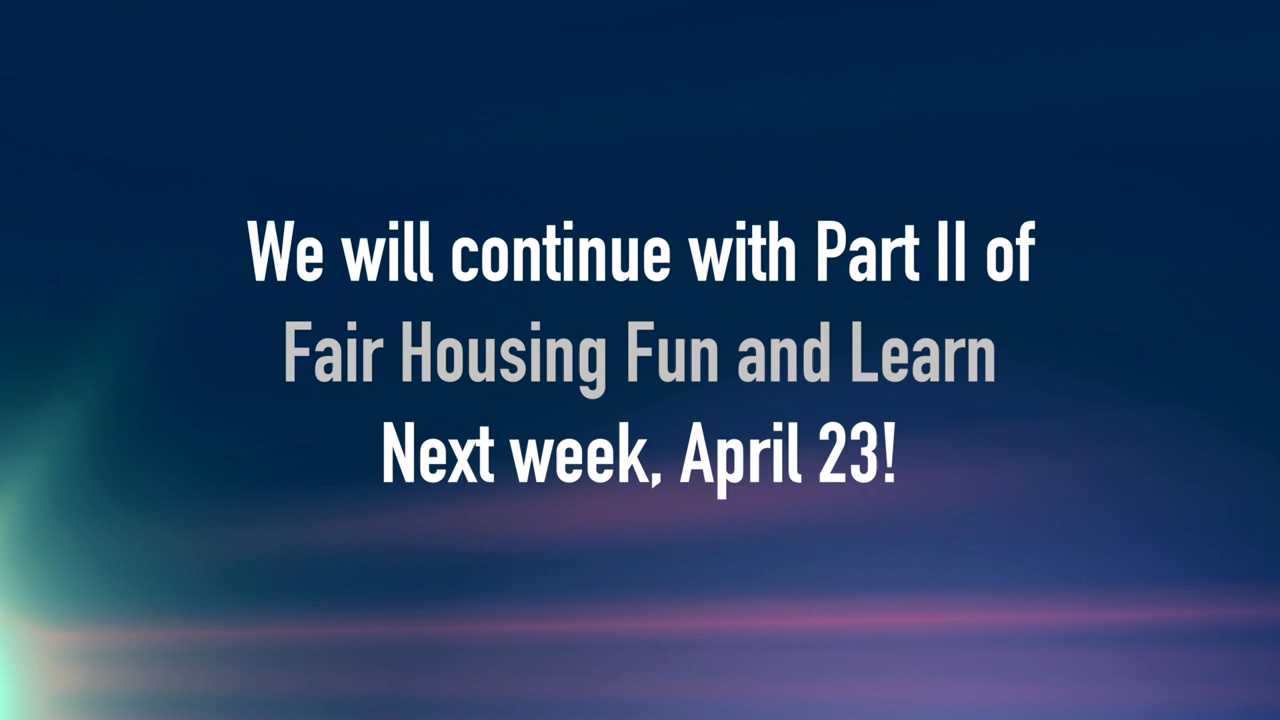 We will continue with Part II of
Fair Housing Fun and Learn
Next week, April 23!